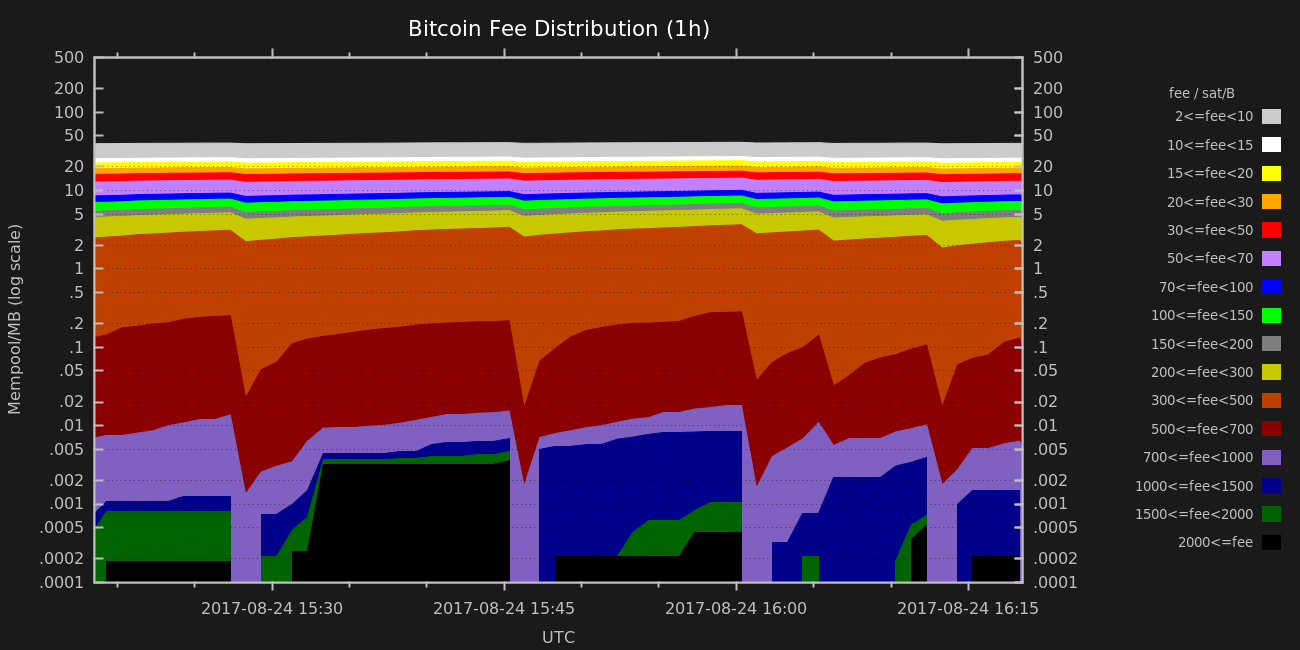 Bitcoin Fee Distribution (1h)
500
200
100
50
20
10
5
2
1
.5
.2
.1
.05
.02
.01
.005
.002
.001
.0005
.0002
.0001
Mempool/MB (log scale)
500
200
100
50
20
10
5
2
1
.5
.2
.1
.05
.02
.01
.005
.002
.001
.0005
.0002
.0001
2017-08-24 15:30
2017-08-24 15:45
2017-08-24 16:00
2017-08-24 16:15
UTC
fee / sat/B
2<=fee<10
10<=fee<15
15<=fee<20
20<=fee<30
30<=fee<50
50<=fee<70
70<=fee<100
100<=fee<150
150<=fee<200
200<=fee<300
300<=fee<500
500<=fee<700
700<=fee<1000
1000<=fee<1500
1500<=fee<2000
2000<=fee